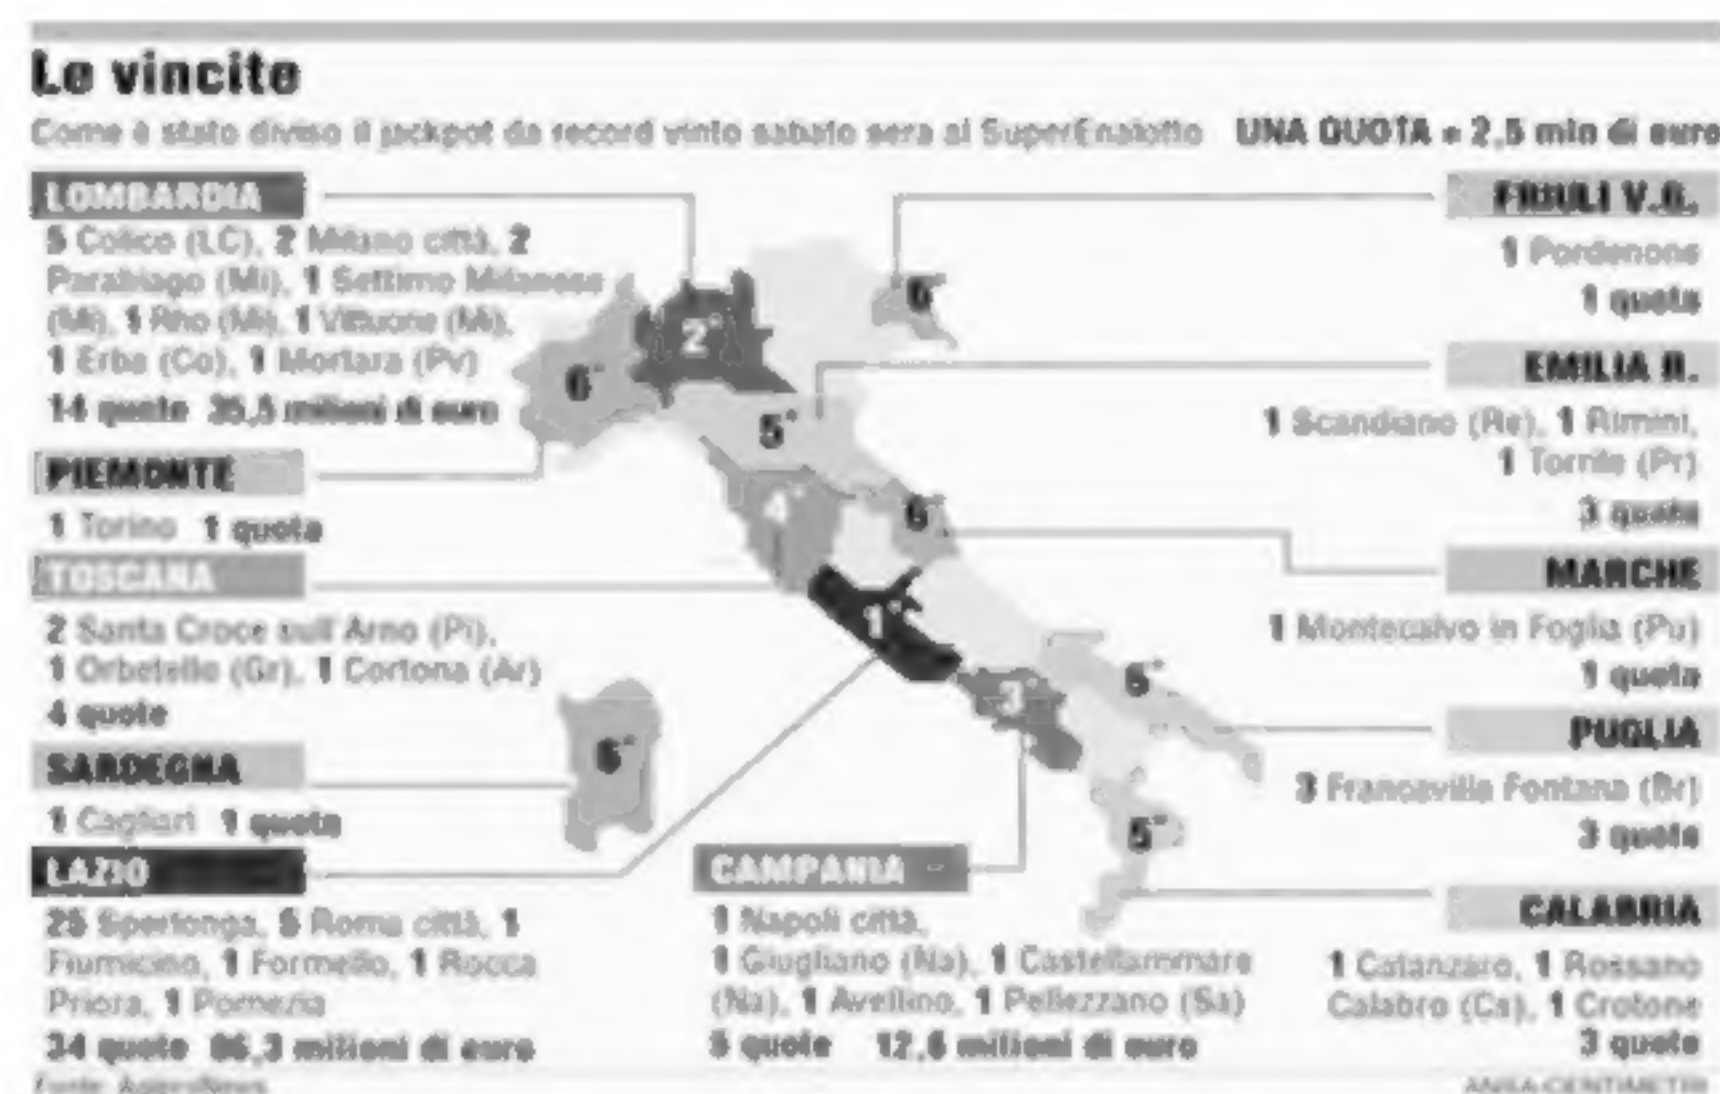 Le vincite
Come è stato diviso il jackpot da record vinto sabato sera al SuperEnalotto
UNA QUOTA = 2,5 mln di euro
LOMBARDIA
5 Colico (LC), 2 Milano città, 2
Parabiago (Mi), 1 Settimo Milanese
(Mi), 1 Rho (Mi), 1 Vittuone (Mi),
1 Erba (Co), 1 Mortara (Pv)
14 quote 35,5 milioni di euro
PIEMONTE
1 Torino 1 quota
TOSCANA
2 Santa Croce sull'Arno (Pi),
1 Orbetello (Gr), 1 Cortona (Ar)
4 quote
SARDEGNA
1 Cagliari 1 quota
LAZIO
25 Sperlonga, 5 Roma città, 1
Fiumicino, 1 Formello, 1 Rocca
Priora, 1 Pomezia
34 quote 86,3 milioni di euro
CAMPANIA
1 Napoli città,
1 Giugliano (Na), 1 Castellammare
(Na), 1 Avellino, 1 Pellezzano (Sa)
5 quote 12,6 milioni di euro
FRIULI V.G.
1 Pordenone
1 quota
EMILIA R.
1 Scandiano (Re), 1 Rimini,
1 Torrile (Pr)
3 quote
MARCHE
1 Montecalvo in Foglia (Pu)
1 quota
PUGLIA
3 Francavilla Fontana (Br)
3 quote
CALABRIA
1 Catanzaro, 1 Rossano
Calabro (Cs), 1 Crotone
3 quote
6°
2°
6°
5°
4°
6°
1°
3°
6°
5°
Fonte: AgiproNews
ANSA-CENTIMETRI